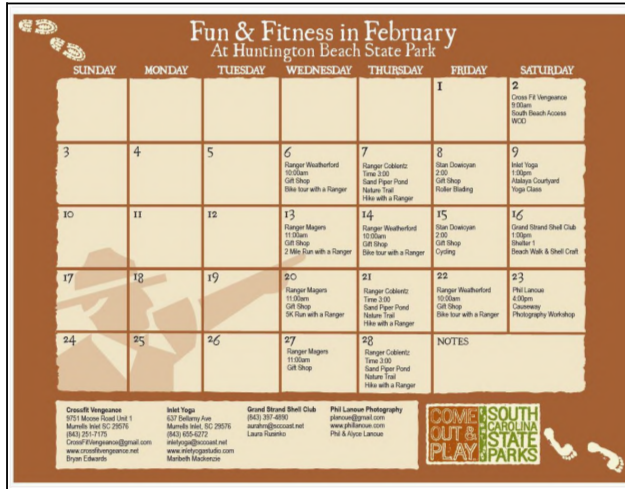 Fun & Fitness in February
At Huntington Beach State Park
SUNDAY MONDAY TUESDAY WEDNESDAY THURSDAY FRIDAY SATURDAY
1
2
Cross Fit Vengeance
9:00am
South Beach Access
WOD
3
4
5
6
Ranger Weatherford
10:00am
Gift Shop
Bike tour with a Ranger
7
Ranger Coblentz
Time 3:00
Sand Piper Pond
Nature Trail
Hike with a Ranger
8
Stan Dowicyan
2:00
Gift Shop
Roller Blading
9
Inlet Yoga
1:00pm
Atalaya Courtyard
Yoga Class
10
11
12
13
Ranger Magers
11:00am
Gift Shop
2 Mile Run with a Ranger
14
Ranger Weatherford
10:00am
Gift Shop
Bike tour with a Ranger
15
Stan Dowicyan
2:00
Gift Shop
Cycling
16
Grand Strand Shell Club
1:00pm
Shelter 1
Beach Walk & Shell Craft
17
18
19
20
Ranger Magers
11:00am
Gift Shop
5K Run with a Ranger
21
Ranger Coblentz
Time 3:00
Sand Piper Pond
Nature Trail
Hike with a Ranger
22
Ranger Weatherford
10:00am
Gift Shop
Bike tour with a Ranger
23
Phil Lanoue
4:00pm
Causeway
Photography Workshop
24
25
26
27
Ranger Magers
11:00am
Gift Shop
28
Ranger Coblentz
Time 3:00
Sand Piper Pond
Nature Trail
Hike with a Ranger
NOTES
Crossfit Vengeance
9751 Moone Road Unit 1
Murrells Inlet SC 29576
(843) 251-7175
CrossFitVengeance@gmail.com
www.crossfitvengeance.net
Bryan Edwards
Inlet Yoga
637 Bellamy Ave
Murrells Inlet, SC 29576
(843) 655-6272
inletyoga@sccoast.net
www.inletyogastudio.com
Maribeth Mackenzie
Grand Strand Shell Club
(843) 397-4890
aurahm@sccoast.net
Laura
Phil Lanoue Photography
planoue@gmail.com
www.phillanoue.com
Phil & Alyce Lanoue
COME
OUT &
PLAY
SOUTH
CAROLINA
STATE
PARKS